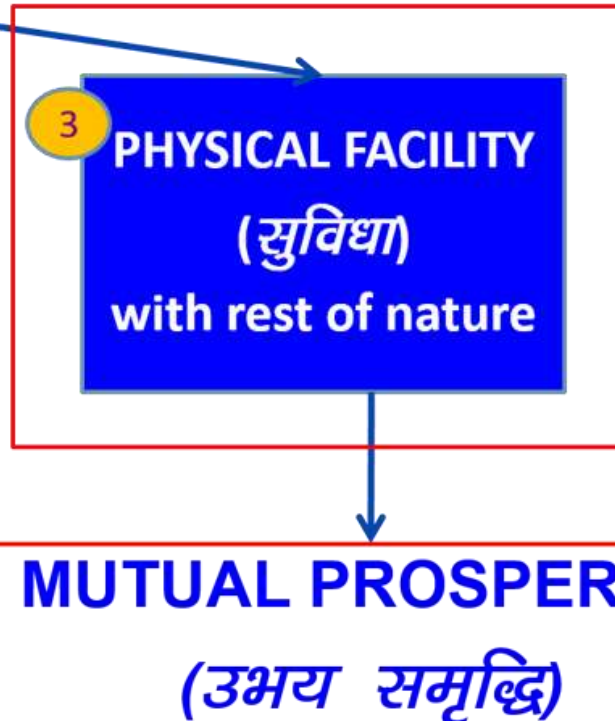 3
PHYSICAL FACILITY
(सुविधा)
with rest of nature
MUTUAL PROSPER
(उभय समृद्धि)